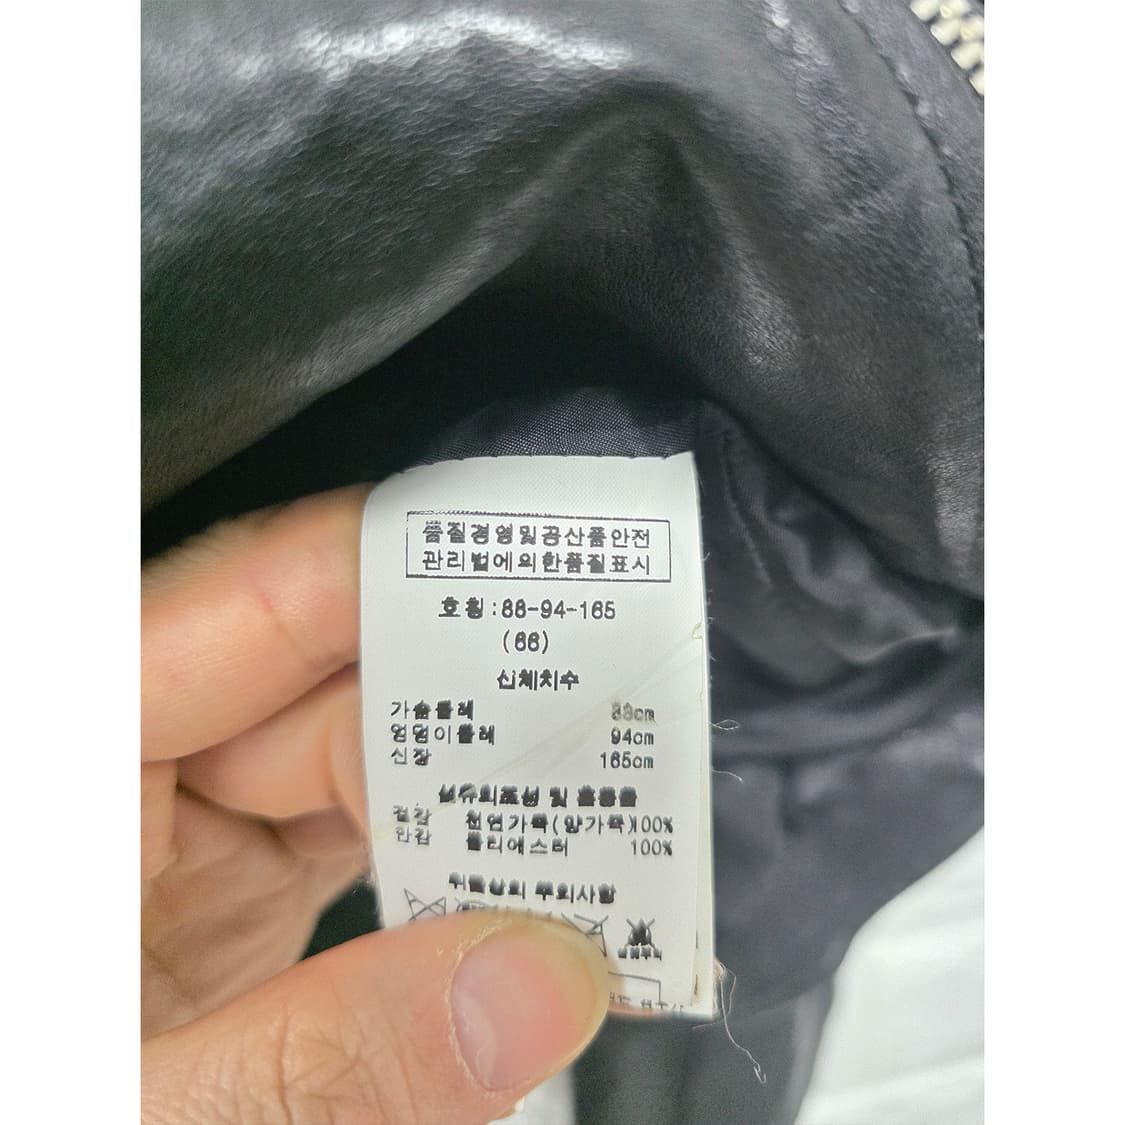 품질경영및공산품안전
관리법에의한품질표시
호칭:88-94-165
(66)
신체치수
가슴둘레 88cm
엉덩이둘레 94cm
신장 165cm
섬유의조성 및 혼용율
겉감 천연가죽(양가죽)100%
안감 폴리에스터 100%
취급상의 주의사항